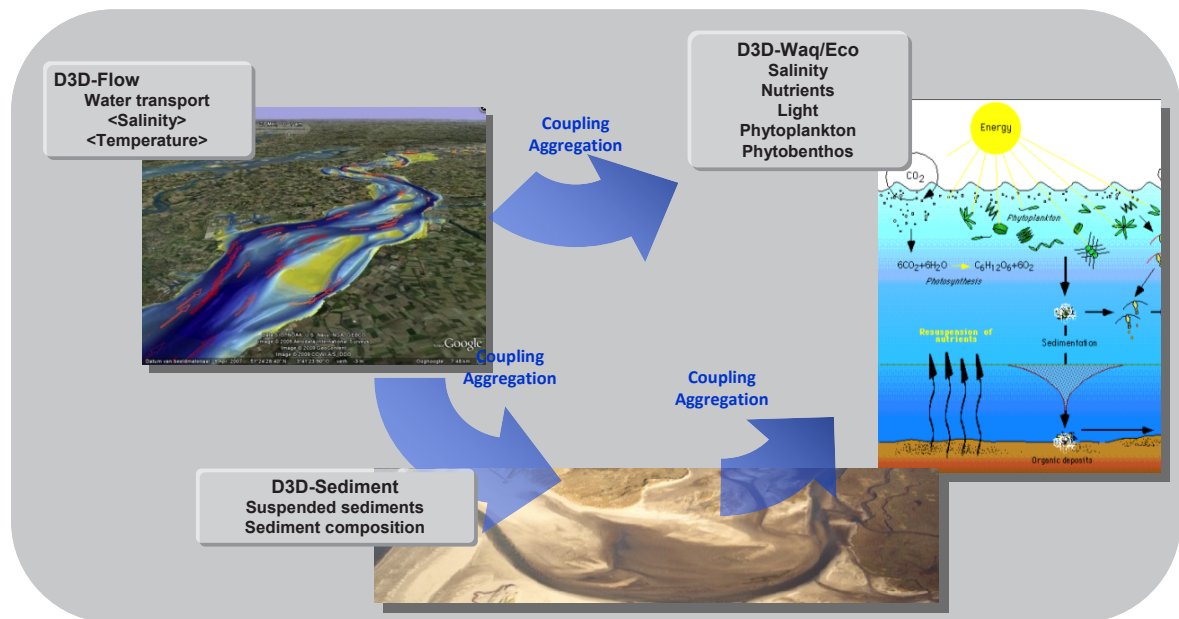 D3D-Flow
Water transport
<Salinity>
<Temperature>
D3D-Waq/Eco
Salinity
Nutrients
Light
Phytoplankton
Phytobenthos
Coupling
Aggregation
Energy
CO2
Phytoplankton
6CO2+6H2O → C6H12O6+6O2
Photosynthesis
Resuspension of
nutrients
Sedimentation
Organic deposits
Google
Coupling
Aggregation
Coupling
Aggregation
D3D-Sediment
Suspended sediments
Sediment composition